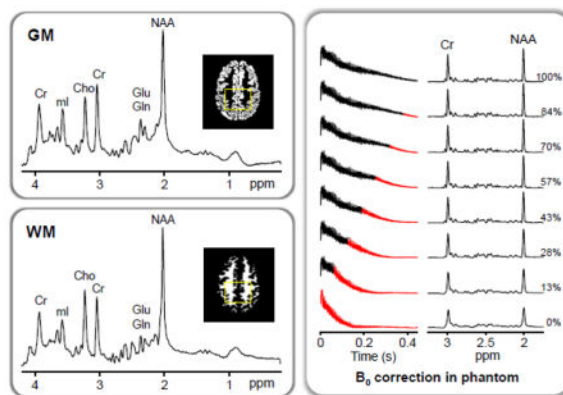 GM
NAA
Cr
mI
Cho
Cr
Glu
Gln
4 3 2 1 ppm
WM
NAA
Cr
mI
Cho
Cr
Glu
Gln
4 3 2 1 ppm
Cr NAA
100%
84%
70%
57%
43%
28%
13%
0%
0 0.2 0.4 3 2.5 2
Time (s) ppm
B₀ correction in phantom